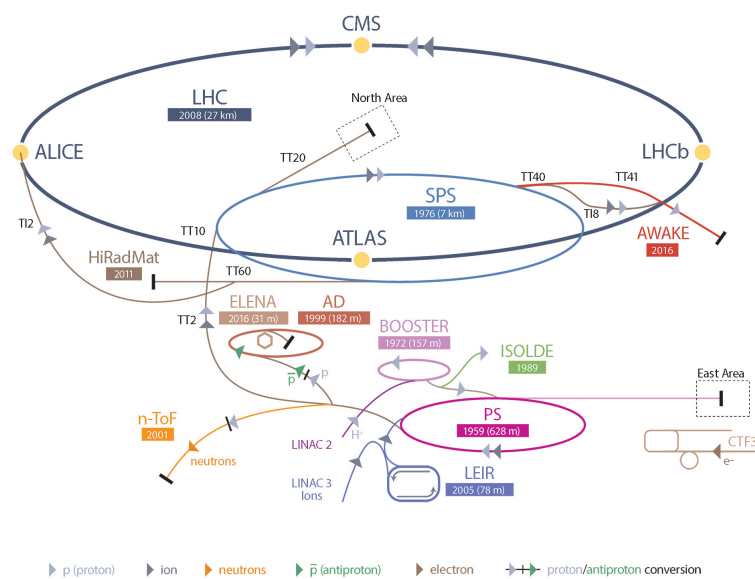 CMS
LHC
2008 (27 km)
North Area
ALICE
TT20
LHCb
TT40
TT41
SPS
1976 (7 km)
TI2
TI8
TT10
ATLAS
AWAKE
2016
HiRadMat
2011
TT60
ELENA
2016 (31 m)
AD
1999 (182 m)
TT2
BOOSTER
1972 (157 m)
ISOLDE
1989
p
p̅
East Area
n-ToF
2001
PS
1959 (628 m)
LINAC 2
H⁻
neutrons
CTF3
e–
LINAC 3
Ions
LEIR
2005 (78 m)
p (proton)
ion
neutrons
p̅ (antiproton)
electron
proton/antiproton conversion